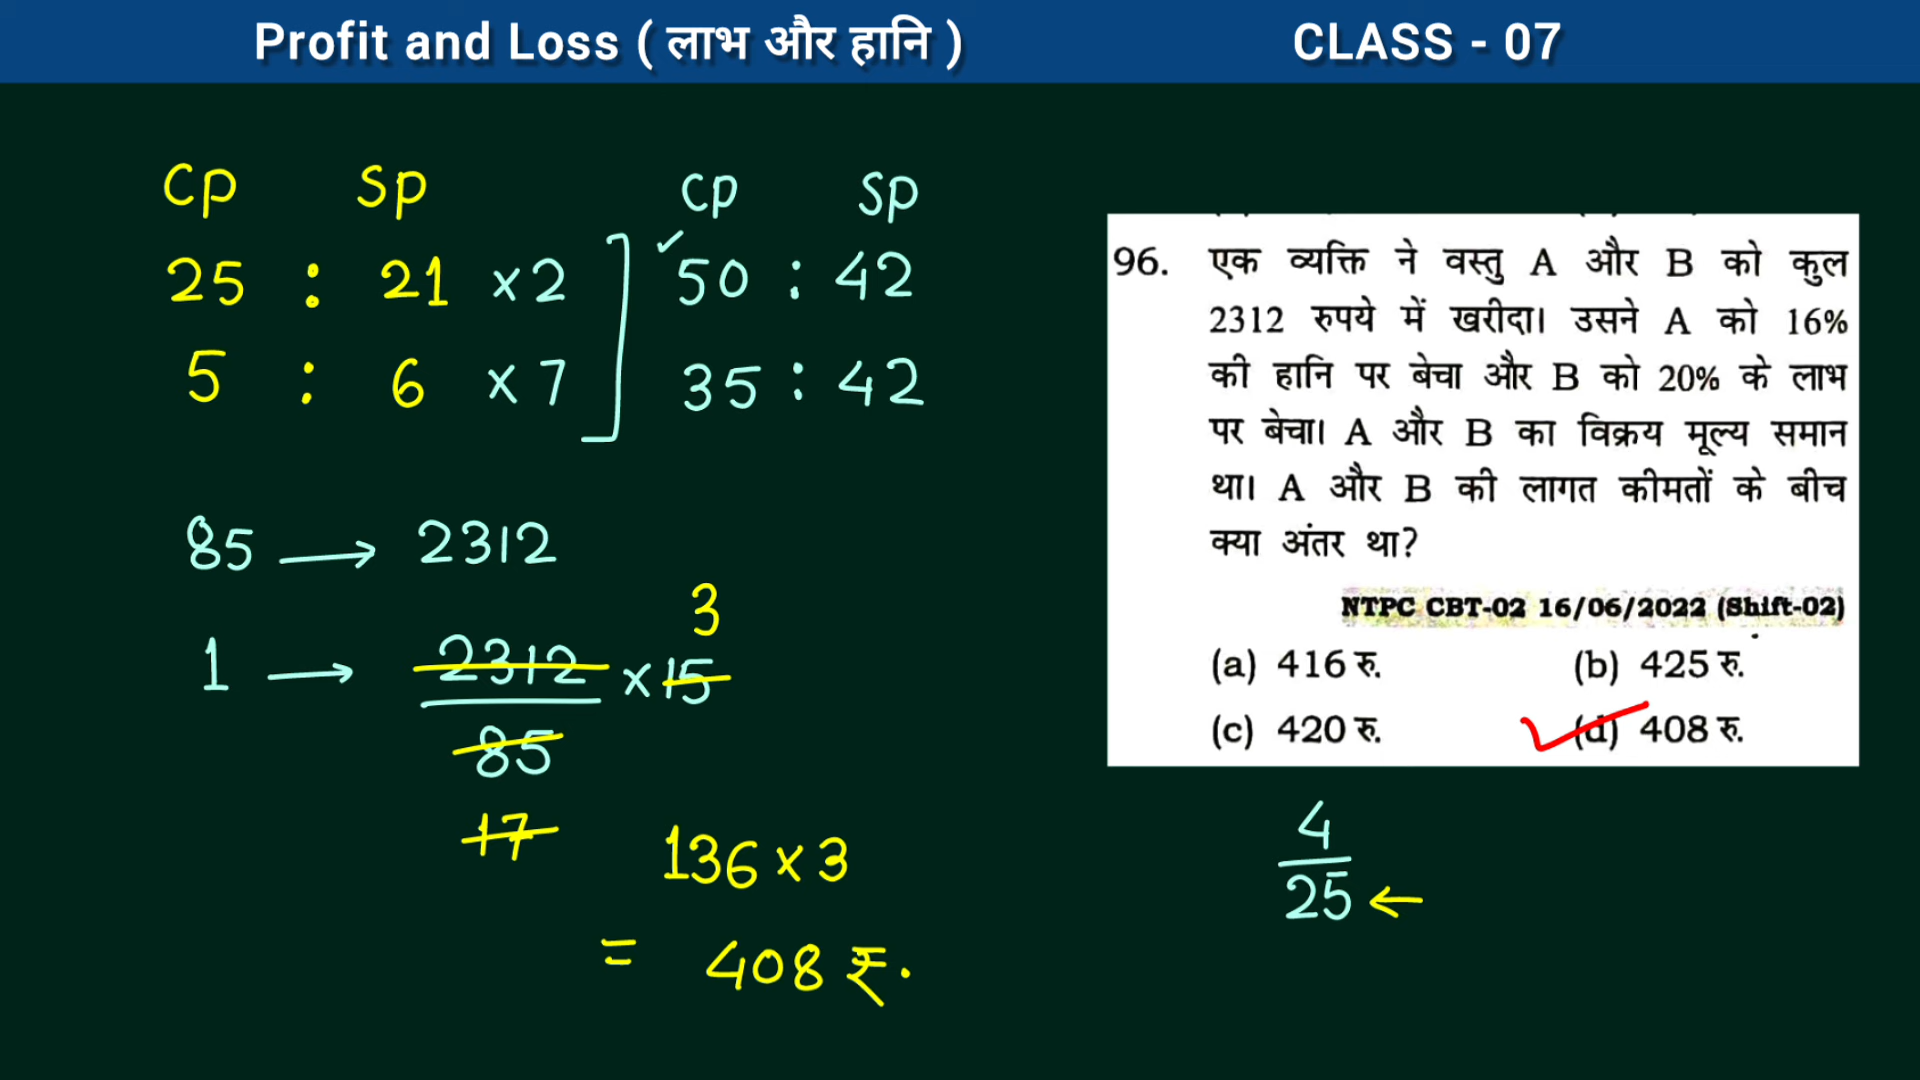 Profit and Loss ( लाभ और हानि ) CLASS - 07
CP SP
25 : 21 ×2
5 : 6 ×7
CP SP
50 : 42
35 : 42
85 → 2312
1 → 2312/85 × 15
3
17
136 × 3
= 408 ₹.
96. एक व्यक्ति ने वस्तु A और B को कुल
2312 रुपये में खरीदा। उसने A को 16%
की हानि पर बेचा और B को 20% के लाभ
पर बेचा। A और B का विक्रय मूल्य समान
था। A और B की लागत कीमतों के बीच
क्या अंतर था?
NTPC CBT-02 16/06/2022 (Shift-02)
(a) 416 रु. (b) 425 रु.
(c) 420 रु. (d) 408 रु.
4
25 ←